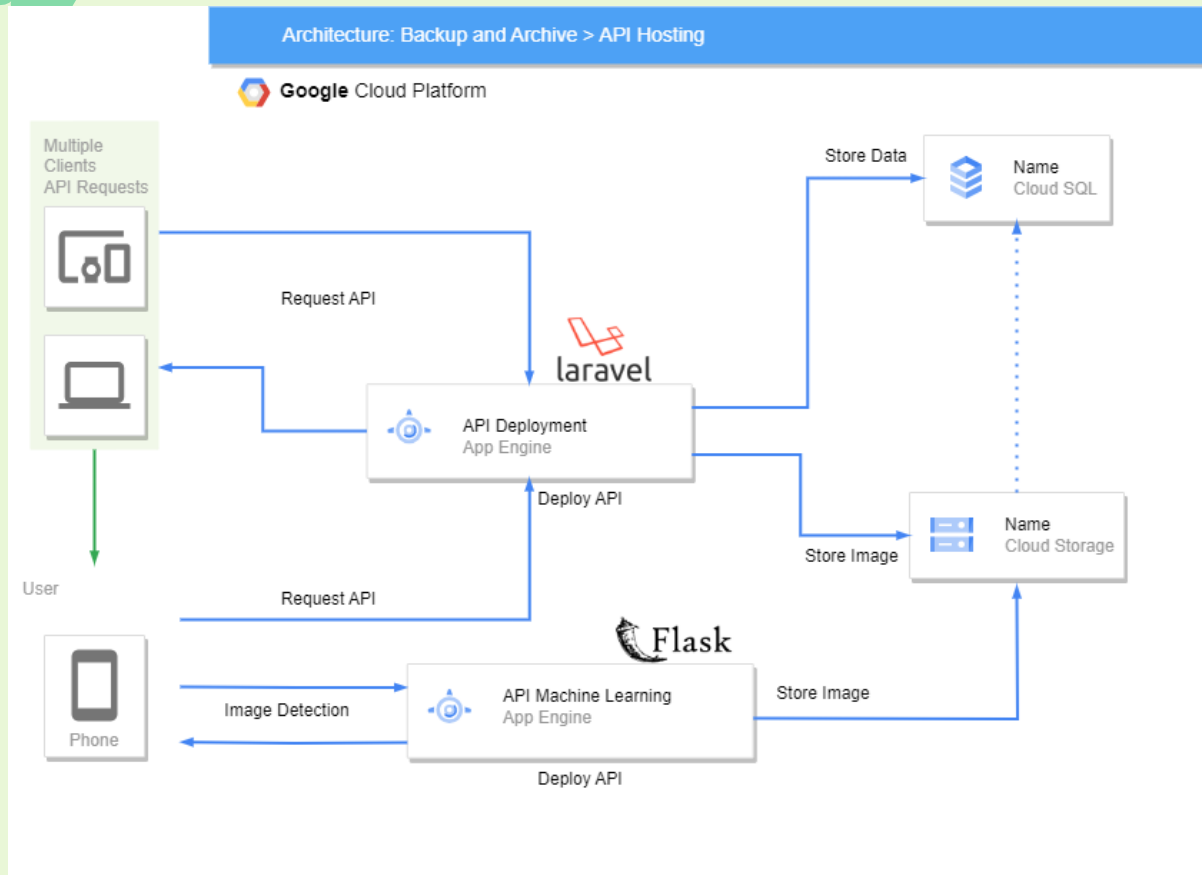 Architecture: Backup and Archive > API Hosting
Google Cloud Platform
Multiple
Clients
API Requests
Store Data
Name
Cloud SQL
Request API
laravel
API Deployment
App Engine
Deploy API
Name
Cloud Storage
Store Image
User
Request API
Flask
API Machine Learning
App Engine
Store Image
Image Detection
Phone
Deploy API